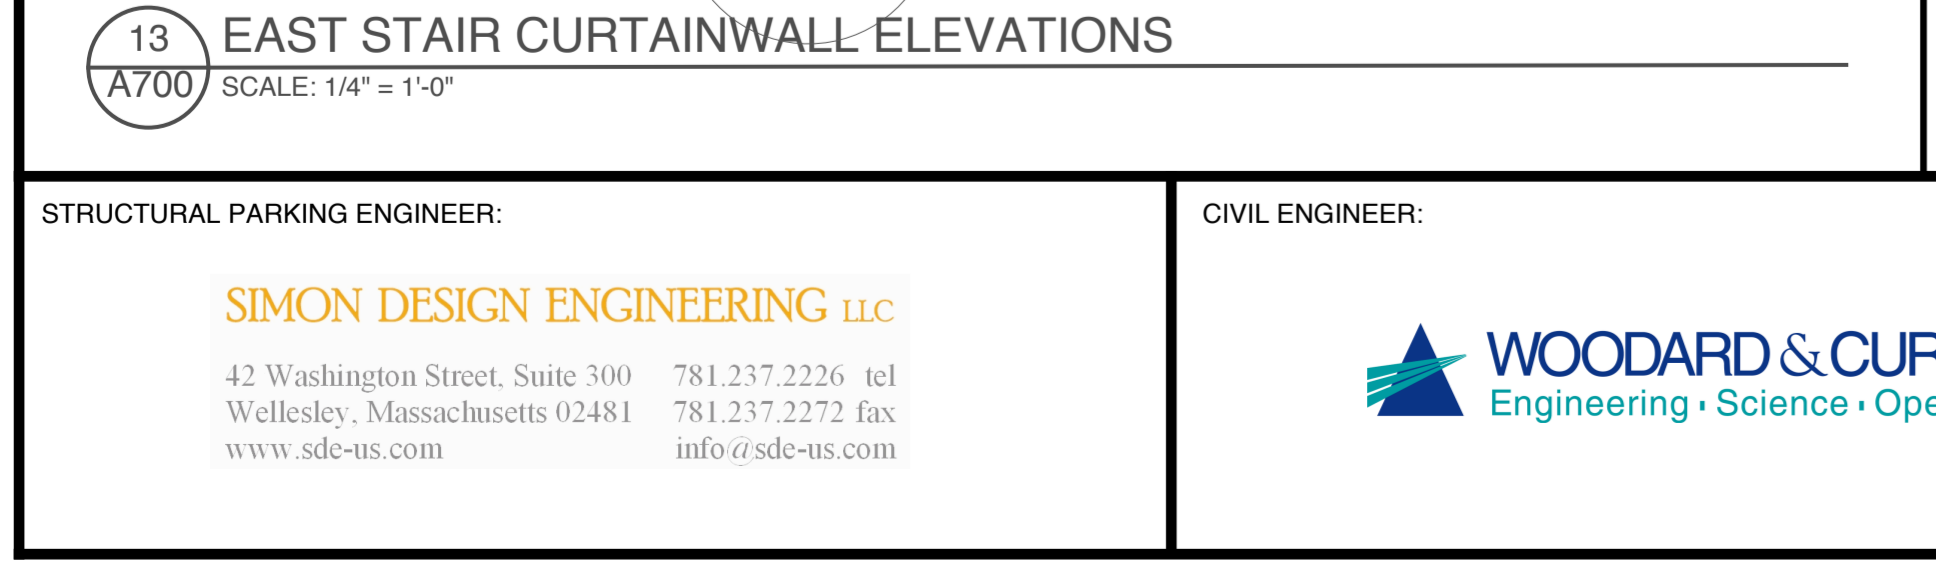 13
A700
EAST STAIR CURTAINWALL ELEVATIONS
SCALE: 1/4" = 1'-0"
STRUCTURAL PARKING ENGINEER:
SIMON DESIGN ENGINEERING LLC
42 Washington Street, Suite 300 781.237.2226 tel
Wellesley, Massachusetts 02481 781.237.2272 fax
www.sde-us.com info@sde-us.com
CIVIL ENGINEER:
WOODARD & CUR
Engineering Science Ope